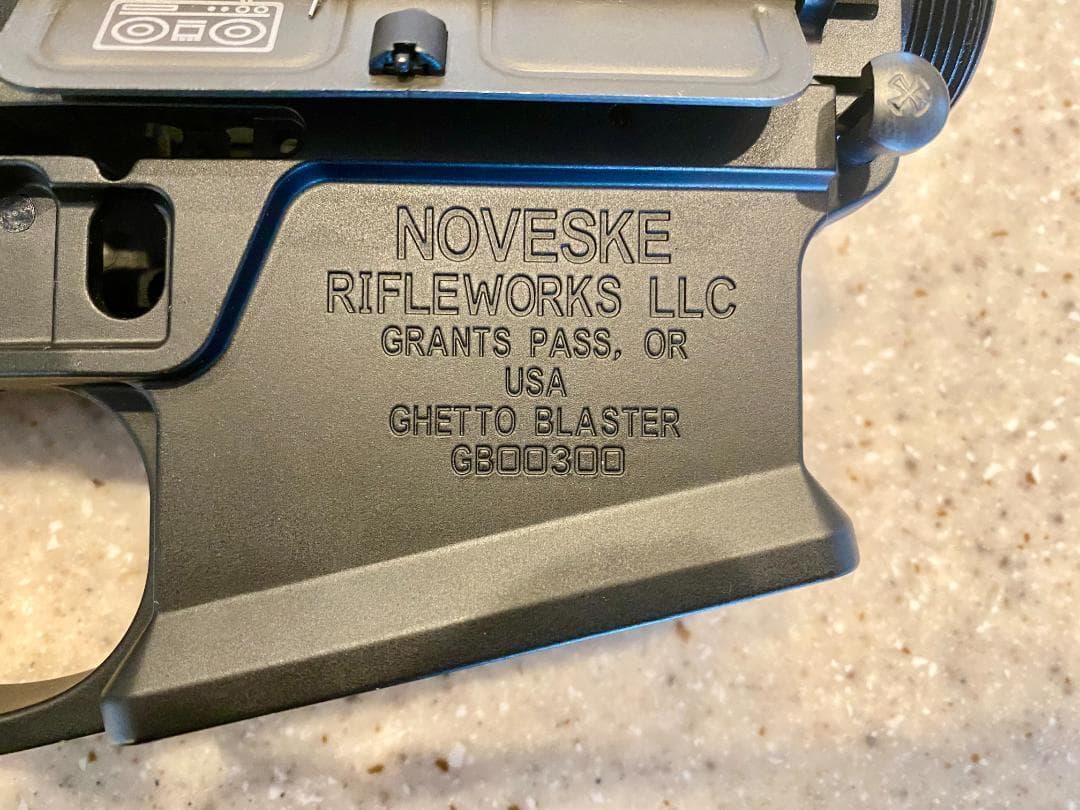 NOVESKE
RIFLEWORKS LLC
GRANTS PASS, OR
USA
GHETTO BLASTER
GB00300